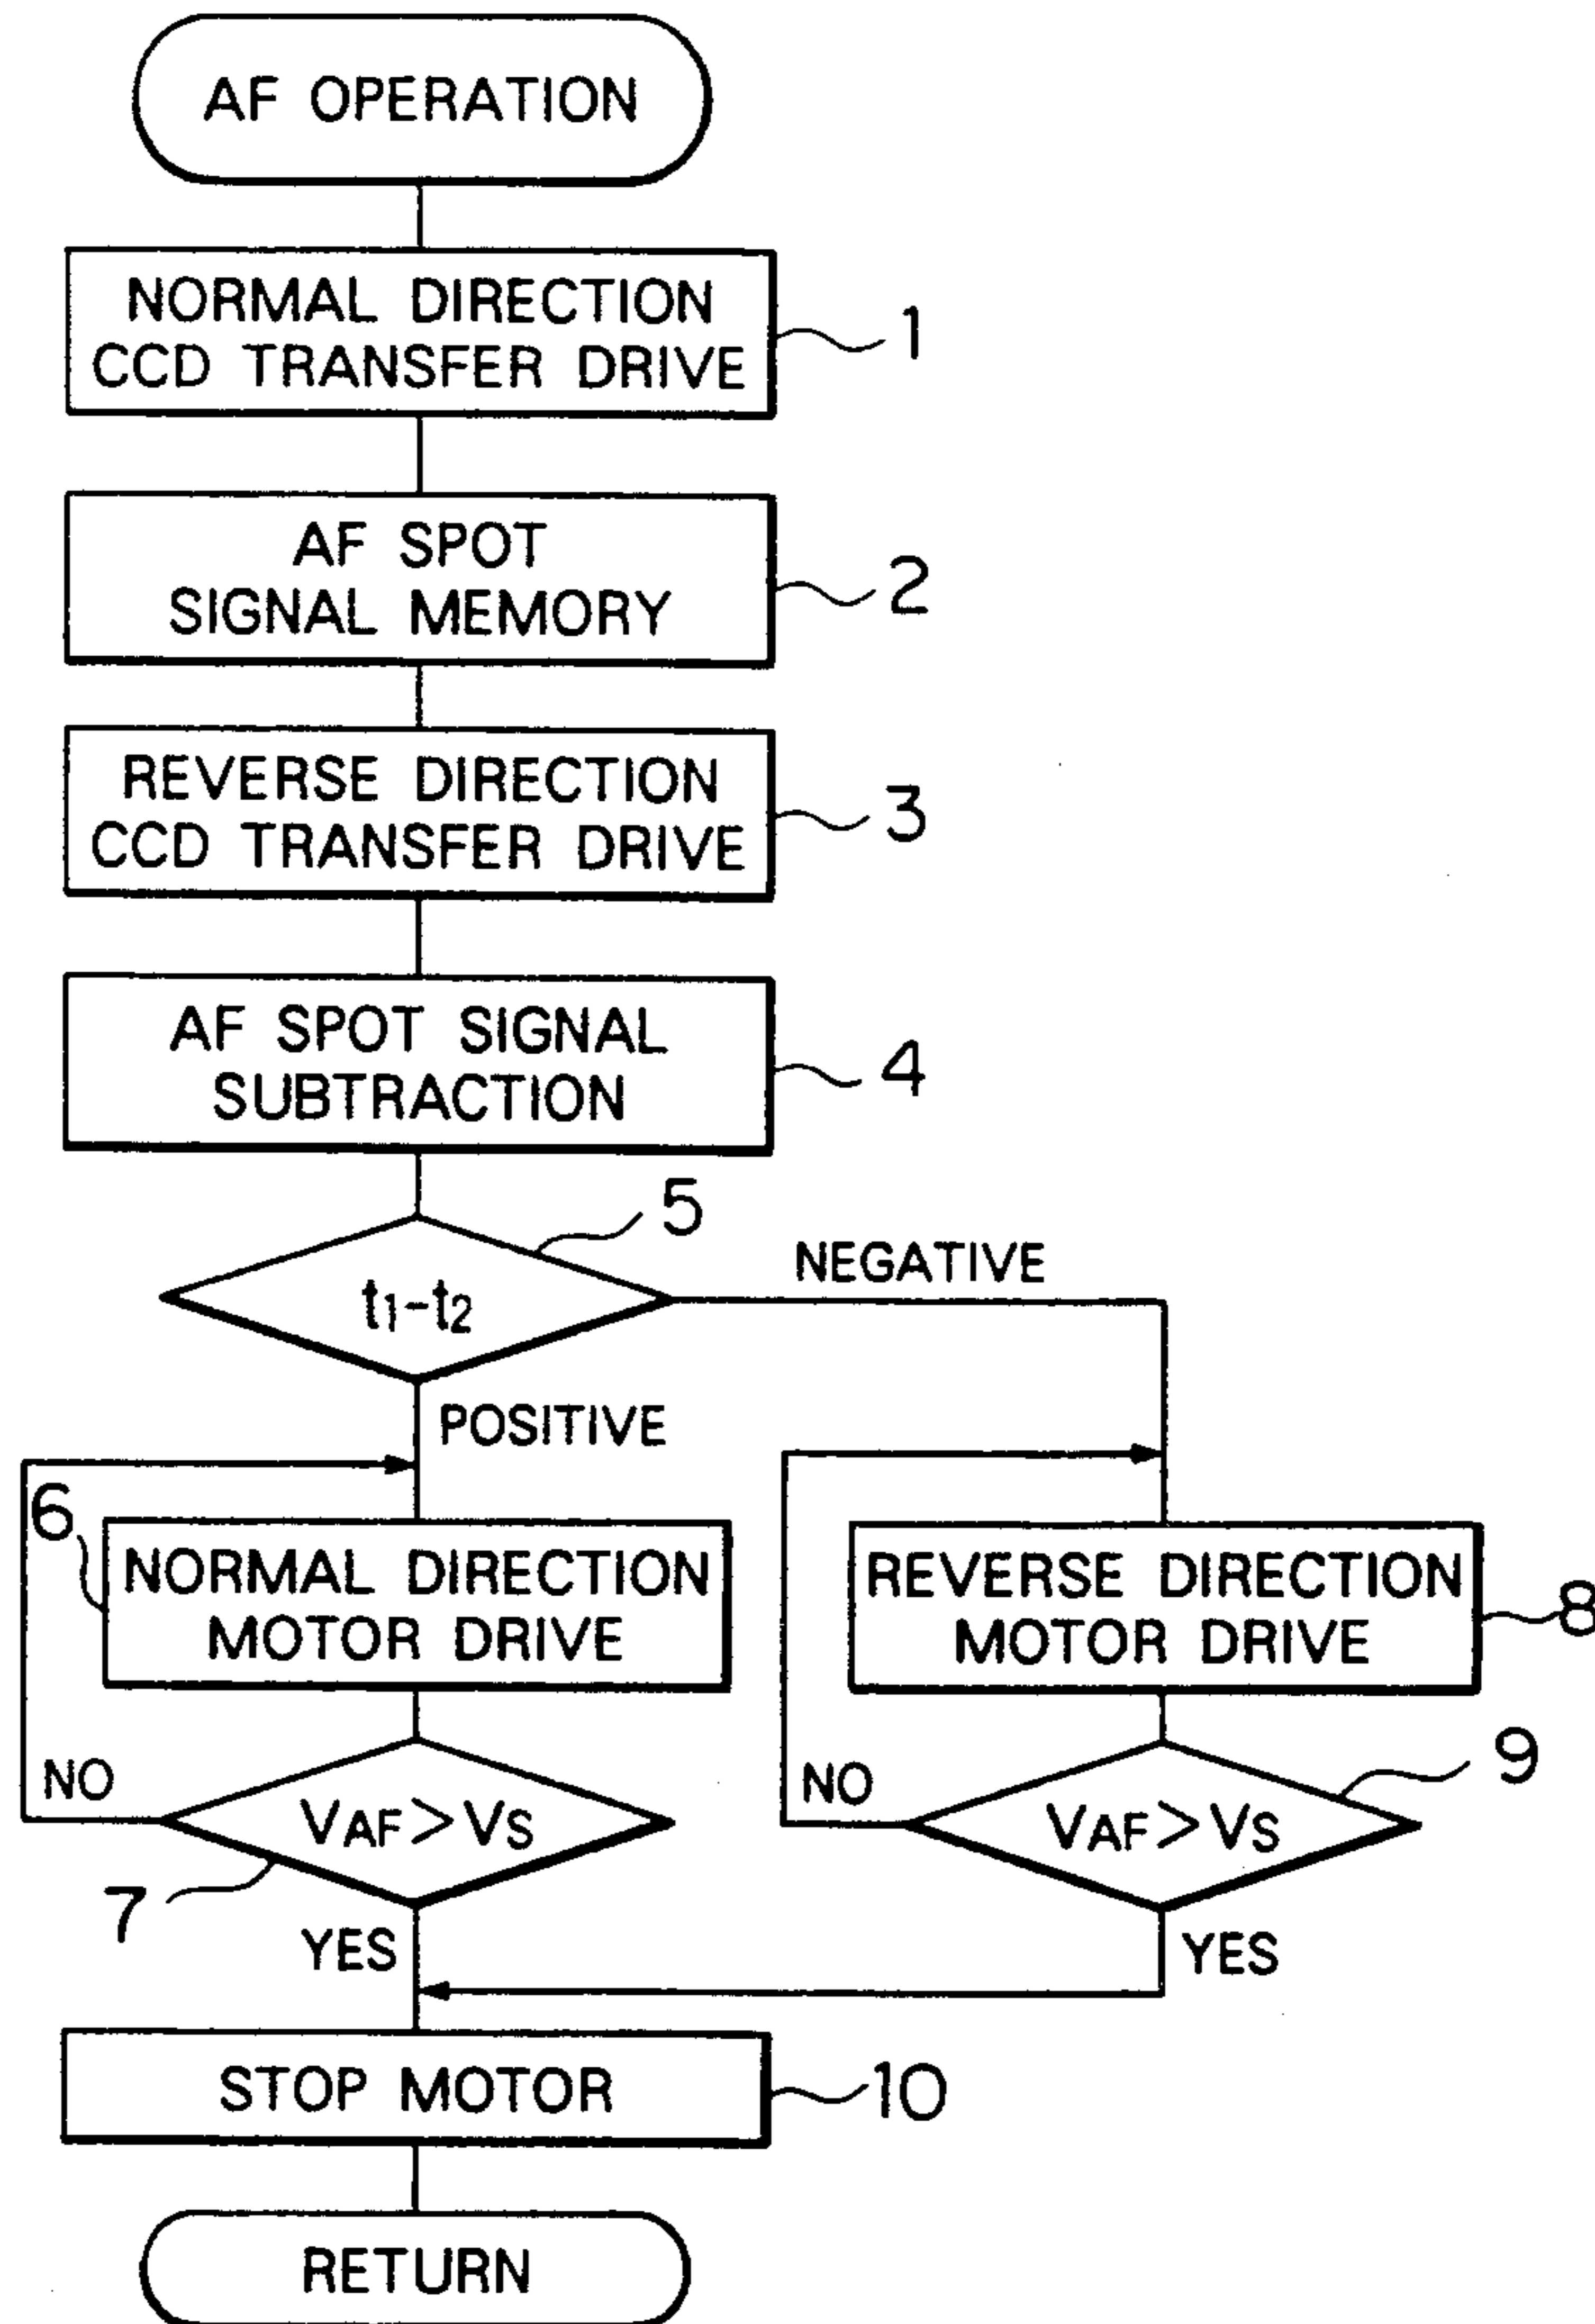 AF OPERATION
NORMAL DIRECTION
CCD TRANSFER DRIVE
1
AF SPOT
SIGNAL MEMORY
2
REVERSE DIRECTION
CCD TRANSFER DRIVE
3
AF SPOT SIGNAL
SUBTRACTION
4
5
t1-t2
NEGATIVE
POSITIVE
6
NORMAL DIRECTION
MOTOR DRIVE
REVERSE DIRECTION
MOTOR DRIVE
8
NO
VAF>VS
7
YES
NO
VAF>VS
9
YES
STOP MOTOR
10
RETURN